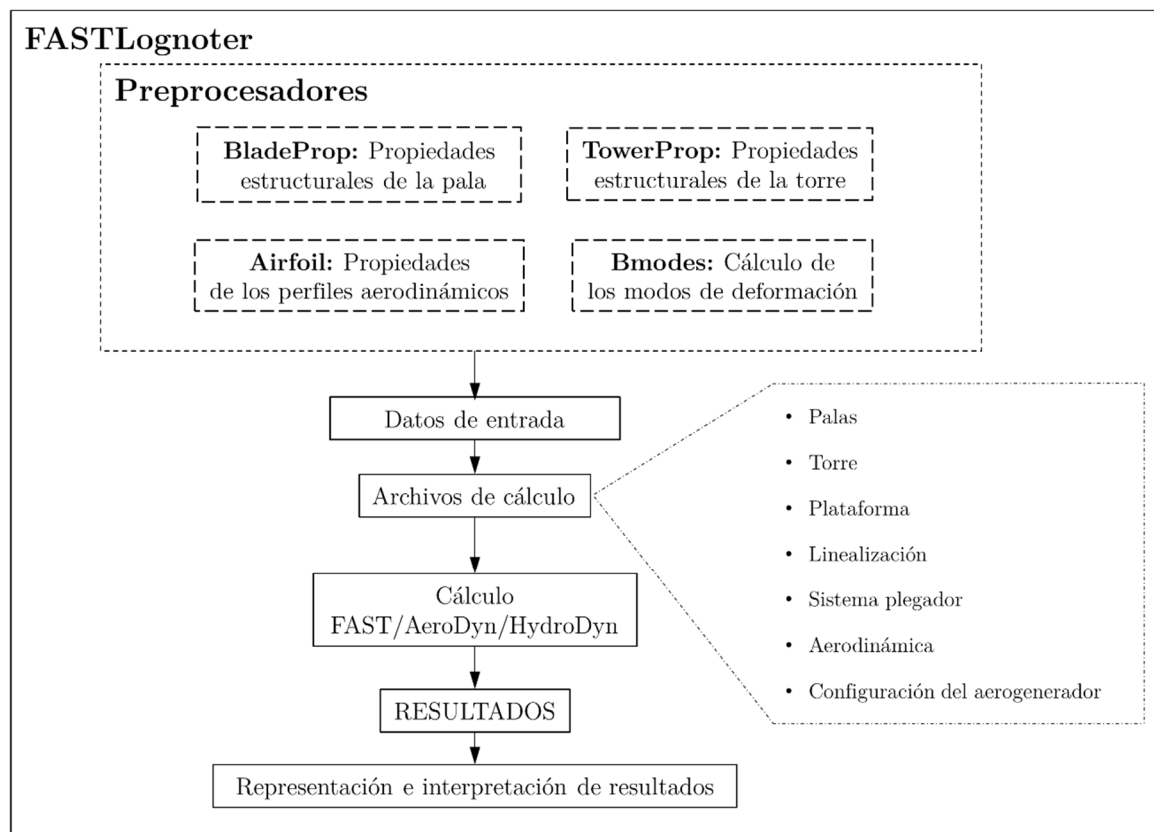 FASTLognoter
Preprocesadores
BladeProp: Propiedades
estructurales de la pala
TowerProp: Propiedades
estructurales de la torre
Airfoil: Propiedades
de los perfiles aerodinámicos
Bmodes: Cálculo de
los modos de deformación
Datos de entrada
Archivos de cálculo
• Palas
• Torre
• Plataforma
• Linealización
• Sistema plegador
• Aerodinámica
• Configuración del aerogenerador
Cálculo
FAST/AeroDyn/HydroDyn
RESULTADOS
Representación e interpretación de resultados